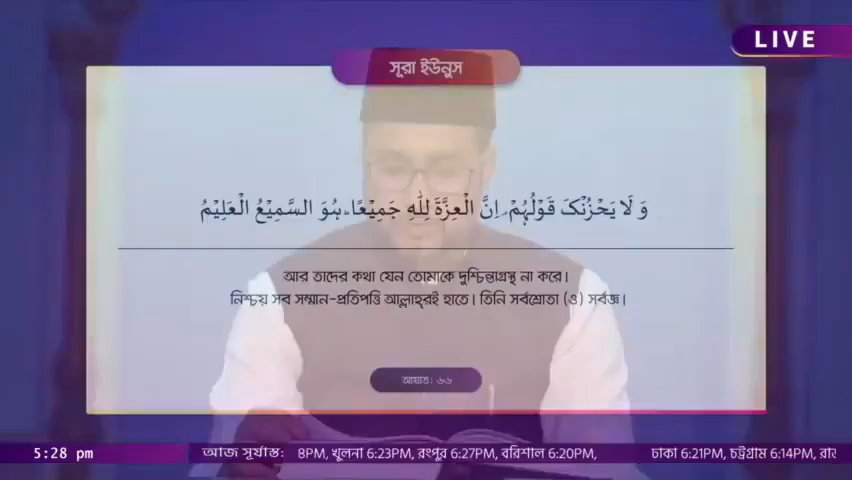 LIVE
সূরা ইউনুস
وَ لَا يَحْزُنْكَ قَوْلُهُمْ ۘ اِنَّ الْعِزَّةَ لِلّٰهِ جَمِيْعًا ؕ هُوَ السَّمِيْعُ الْعَلِيْمُ
আর তাদের কথা যেন তোমাকে দুশ্চিন্তাগ্রস্থ না করে।
নিশ্চয় সব সম্মান-প্রতিপত্তি আল্লাহ্‌রই হাতে। তিনি সর্বশ্রোতা (ও) সর্বজ্ঞ।
আয়াত: ৬৬
5:28 pm আজ সূর্যাস্ত: 8PM, খুলনা 6:23PM, রংপুর 6:27PM, বরিশাল 6:20PM, ঢাকা 6:21PM, চট্টগ্রাম 6:14PM,